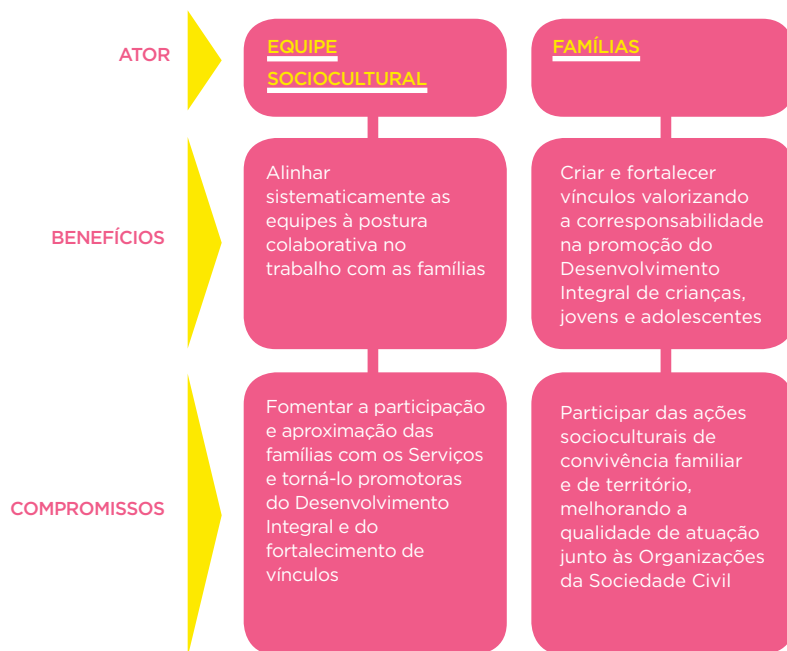 ATOR
EQUIPE
SOCIOCULTURAL
FAMÍLIAS
BENEFÍCIOS
Alinhar
sistematicamente as
equipes à postura
colaborativa no
trabalho com as famílias
Criar e fortalecer
vínculos valorizando
a corresponsabilidade
na promoção do
Desenvolvimento
Integral de crianças,
jovens e adolescentes
COMPROMISSOS
Fomentar a participação
e aproximação das
famílias com os Serviços
e torná-lo promotoras
do Desenvolvimento
Integral e do
fortalecimento de
vínculos
Participar das ações
socioculturais de
convivência familiar
e de território,
melhorando a
qualidade de atuação
junto às Organizações
da Sociedade Civil